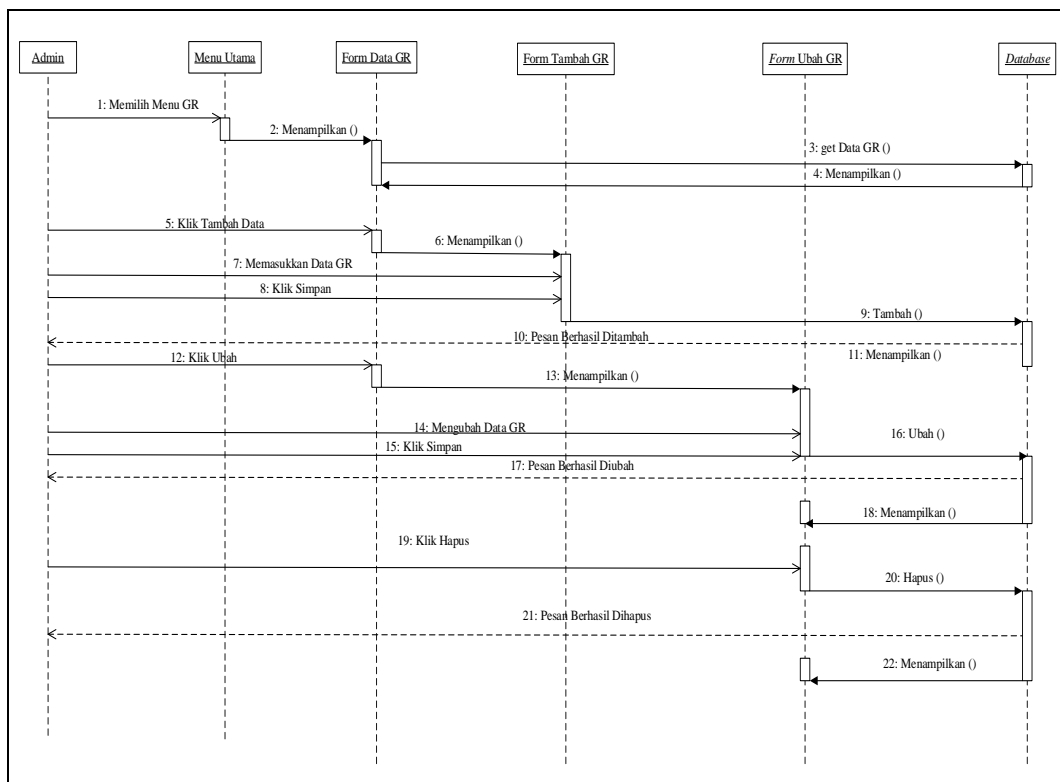 Admin
Menu Utama
Form Data GR
Form Tambah GR
Form Ubah GR
Database
1: Memilih Menu GR
2: Menampilkan ()
3: get Data GR ()
4: Menampilkan ()
5: Klik Tambah Data
6: Menampilkan ()
7: Memasukkan Data GR
8: Klik Simpan
9: Tambah ()
10: Pesan Berhasil Ditambah
11: Menampilkan ()
12: Klik Ubah
13: Menampilkan ()
14: Mengubah Data GR
15: Klik Simpan
16: Ubah ()
17: Pesan Berhasil Diubah
18: Menampilkan ()
19: Klik Hapus
20: Hapus ()
21: Pesan Berhasil Dihapus
22: Menampilkan ()